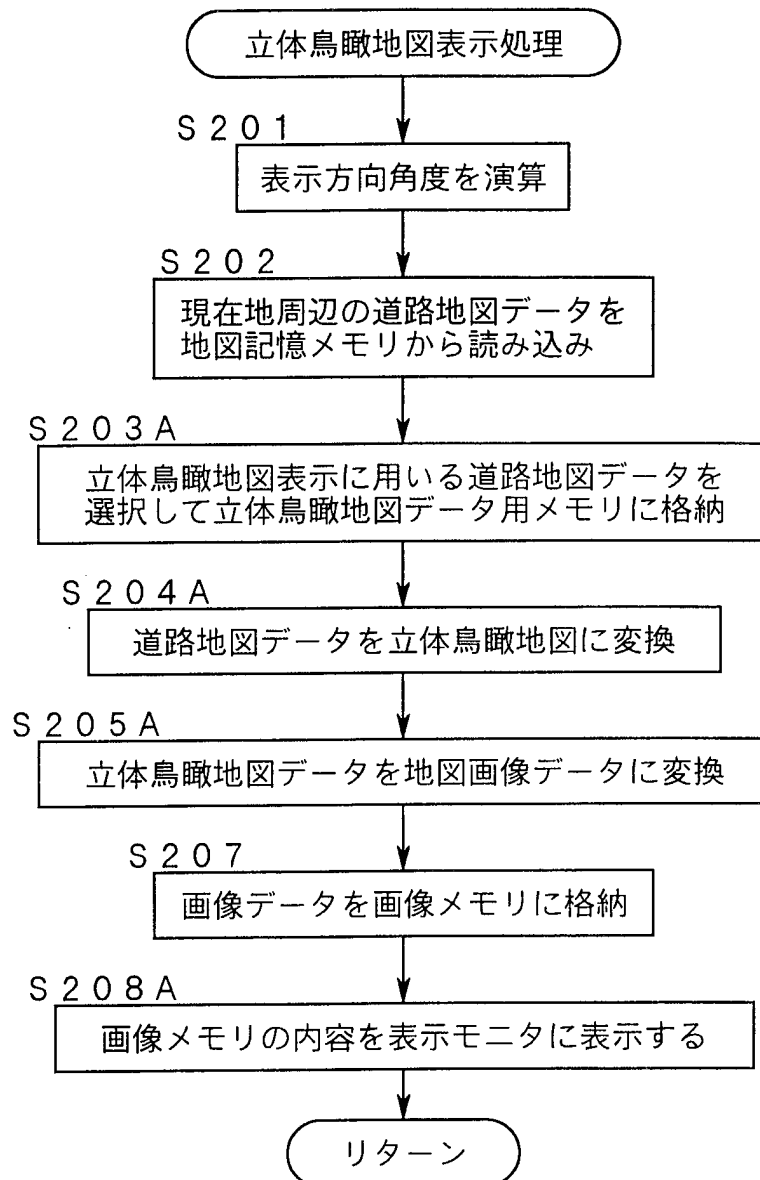 立体鳥瞰地図表示処理
S201
表示方向角度を演算
S202
現在地周辺の道路地図データを
地図記憶メモリから読み込み
S203A
立体鳥瞰地図表示に用いる道路地図データを
選択して立体鳥瞰地図データ用メモリに格納
S204A
道路地図データを立体鳥瞰地図に変換
S205A
立体鳥瞰地図データを地図画像データに変換
S207
画像データを画像メモリに格納
S208A
画像メモリの内容を表示モニタに表示する
リターン